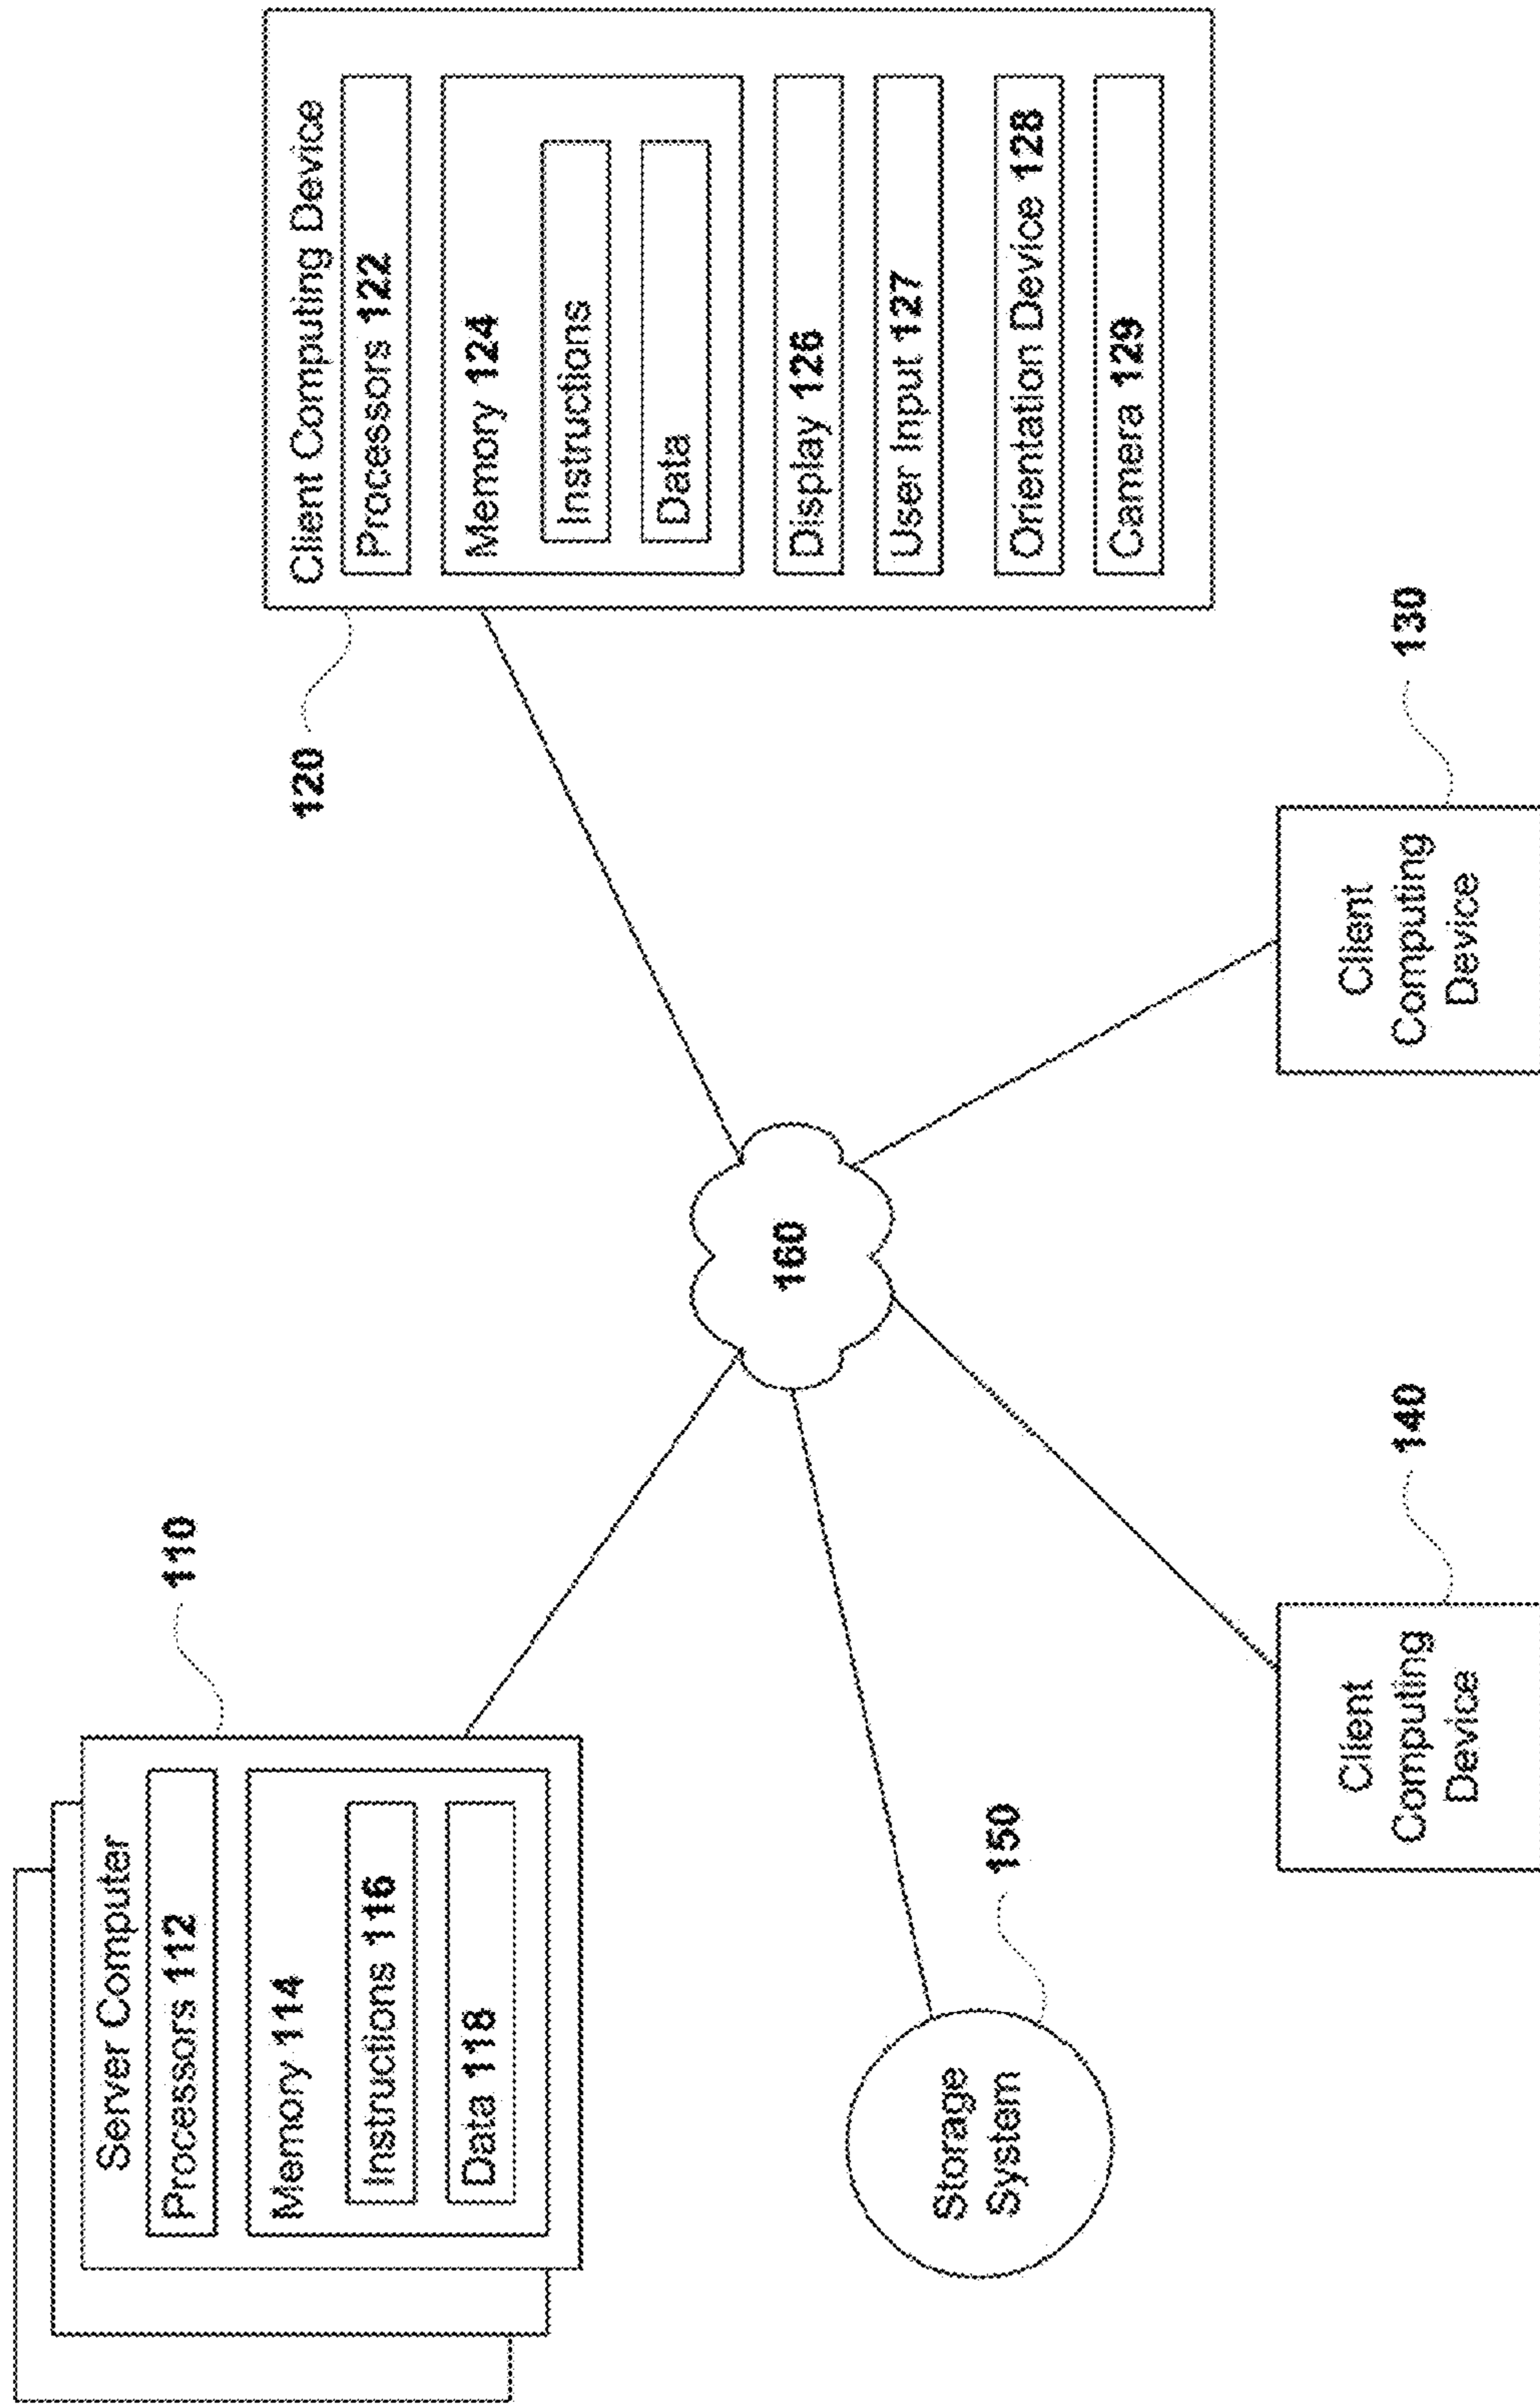 110
Server Computer
Processors 112
Memory 114
Instructions 116
Data 118
120
Client Computing Device
Processors 122
Memory 124
Instructions
Data
Display 126
User Input 127
Orientation Device 128
Camera 129
160
150
Storage
System
140
Client
Computing
Device
130
Client
Computing
Device